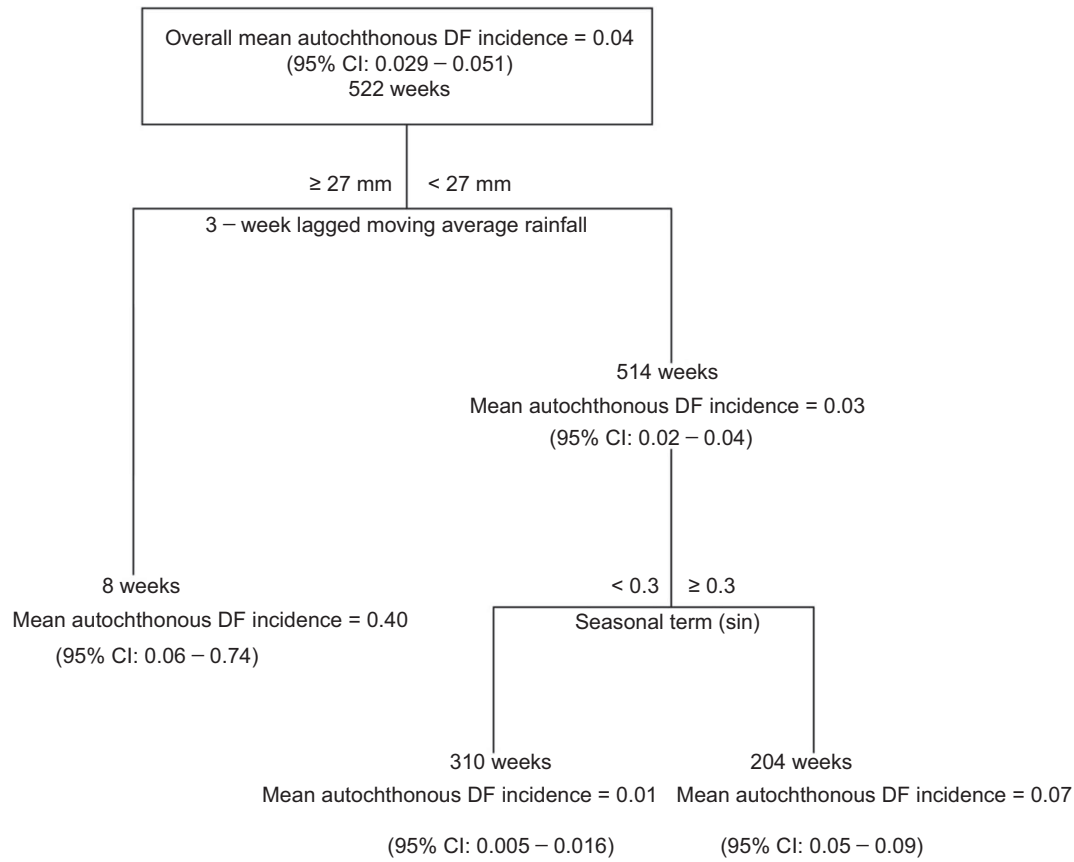 Overall mean autochthonous DF incidence = 0.04
(95% CI: 0.029 – 0.051)
522 weeks
≥ 27 mm < 27 mm
3 – week lagged moving average rainfall
514 weeks
Mean autochthonous DF incidence = 0.03
(95% CI: 0.02 – 0.04)
8 weeks
Mean autochthonous DF incidence = 0.40
(95% CI: 0.06 – 0.74)
< 0.3 ≥ 0.3
Seasonal term (sin)
310 weeks
Mean autochthonous DF incidence = 0.01
(95% CI: 0.005 – 0.016)
204 weeks
Mean autochthonous DF incidence = 0.07
(95% CI: 0.05 – 0.09)